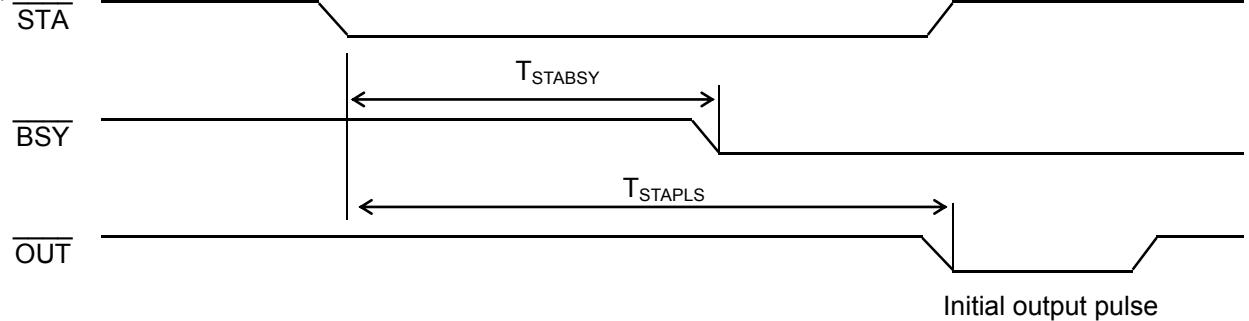 STA
TSTABSY
BSY
TSTAPLS
OUT
Initial output pulse